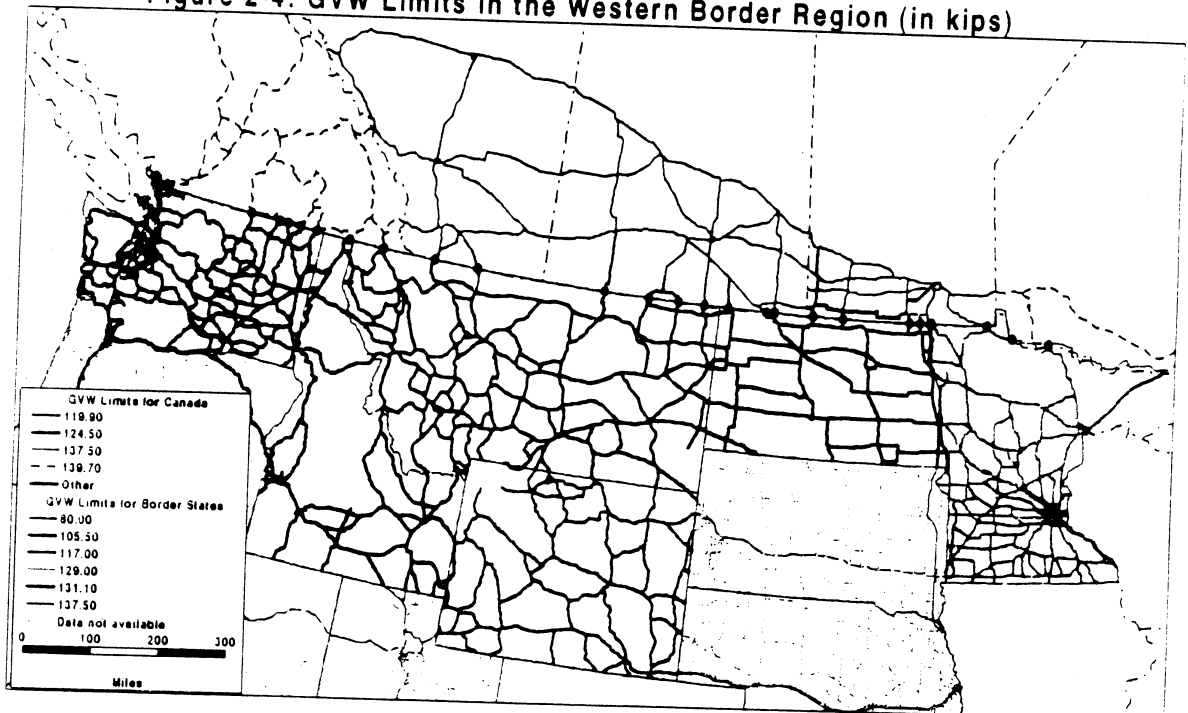 Figure 2-4. GVW Limits in the Western Border Region (in kips)
GVW Limits for Canada
119.90
124.50
137.50
139.70
Other
GVW Limits for Border States
80.00
105.50
117.00
129.00
131.10
137.50
Data not available
0 100 200 300
Miles